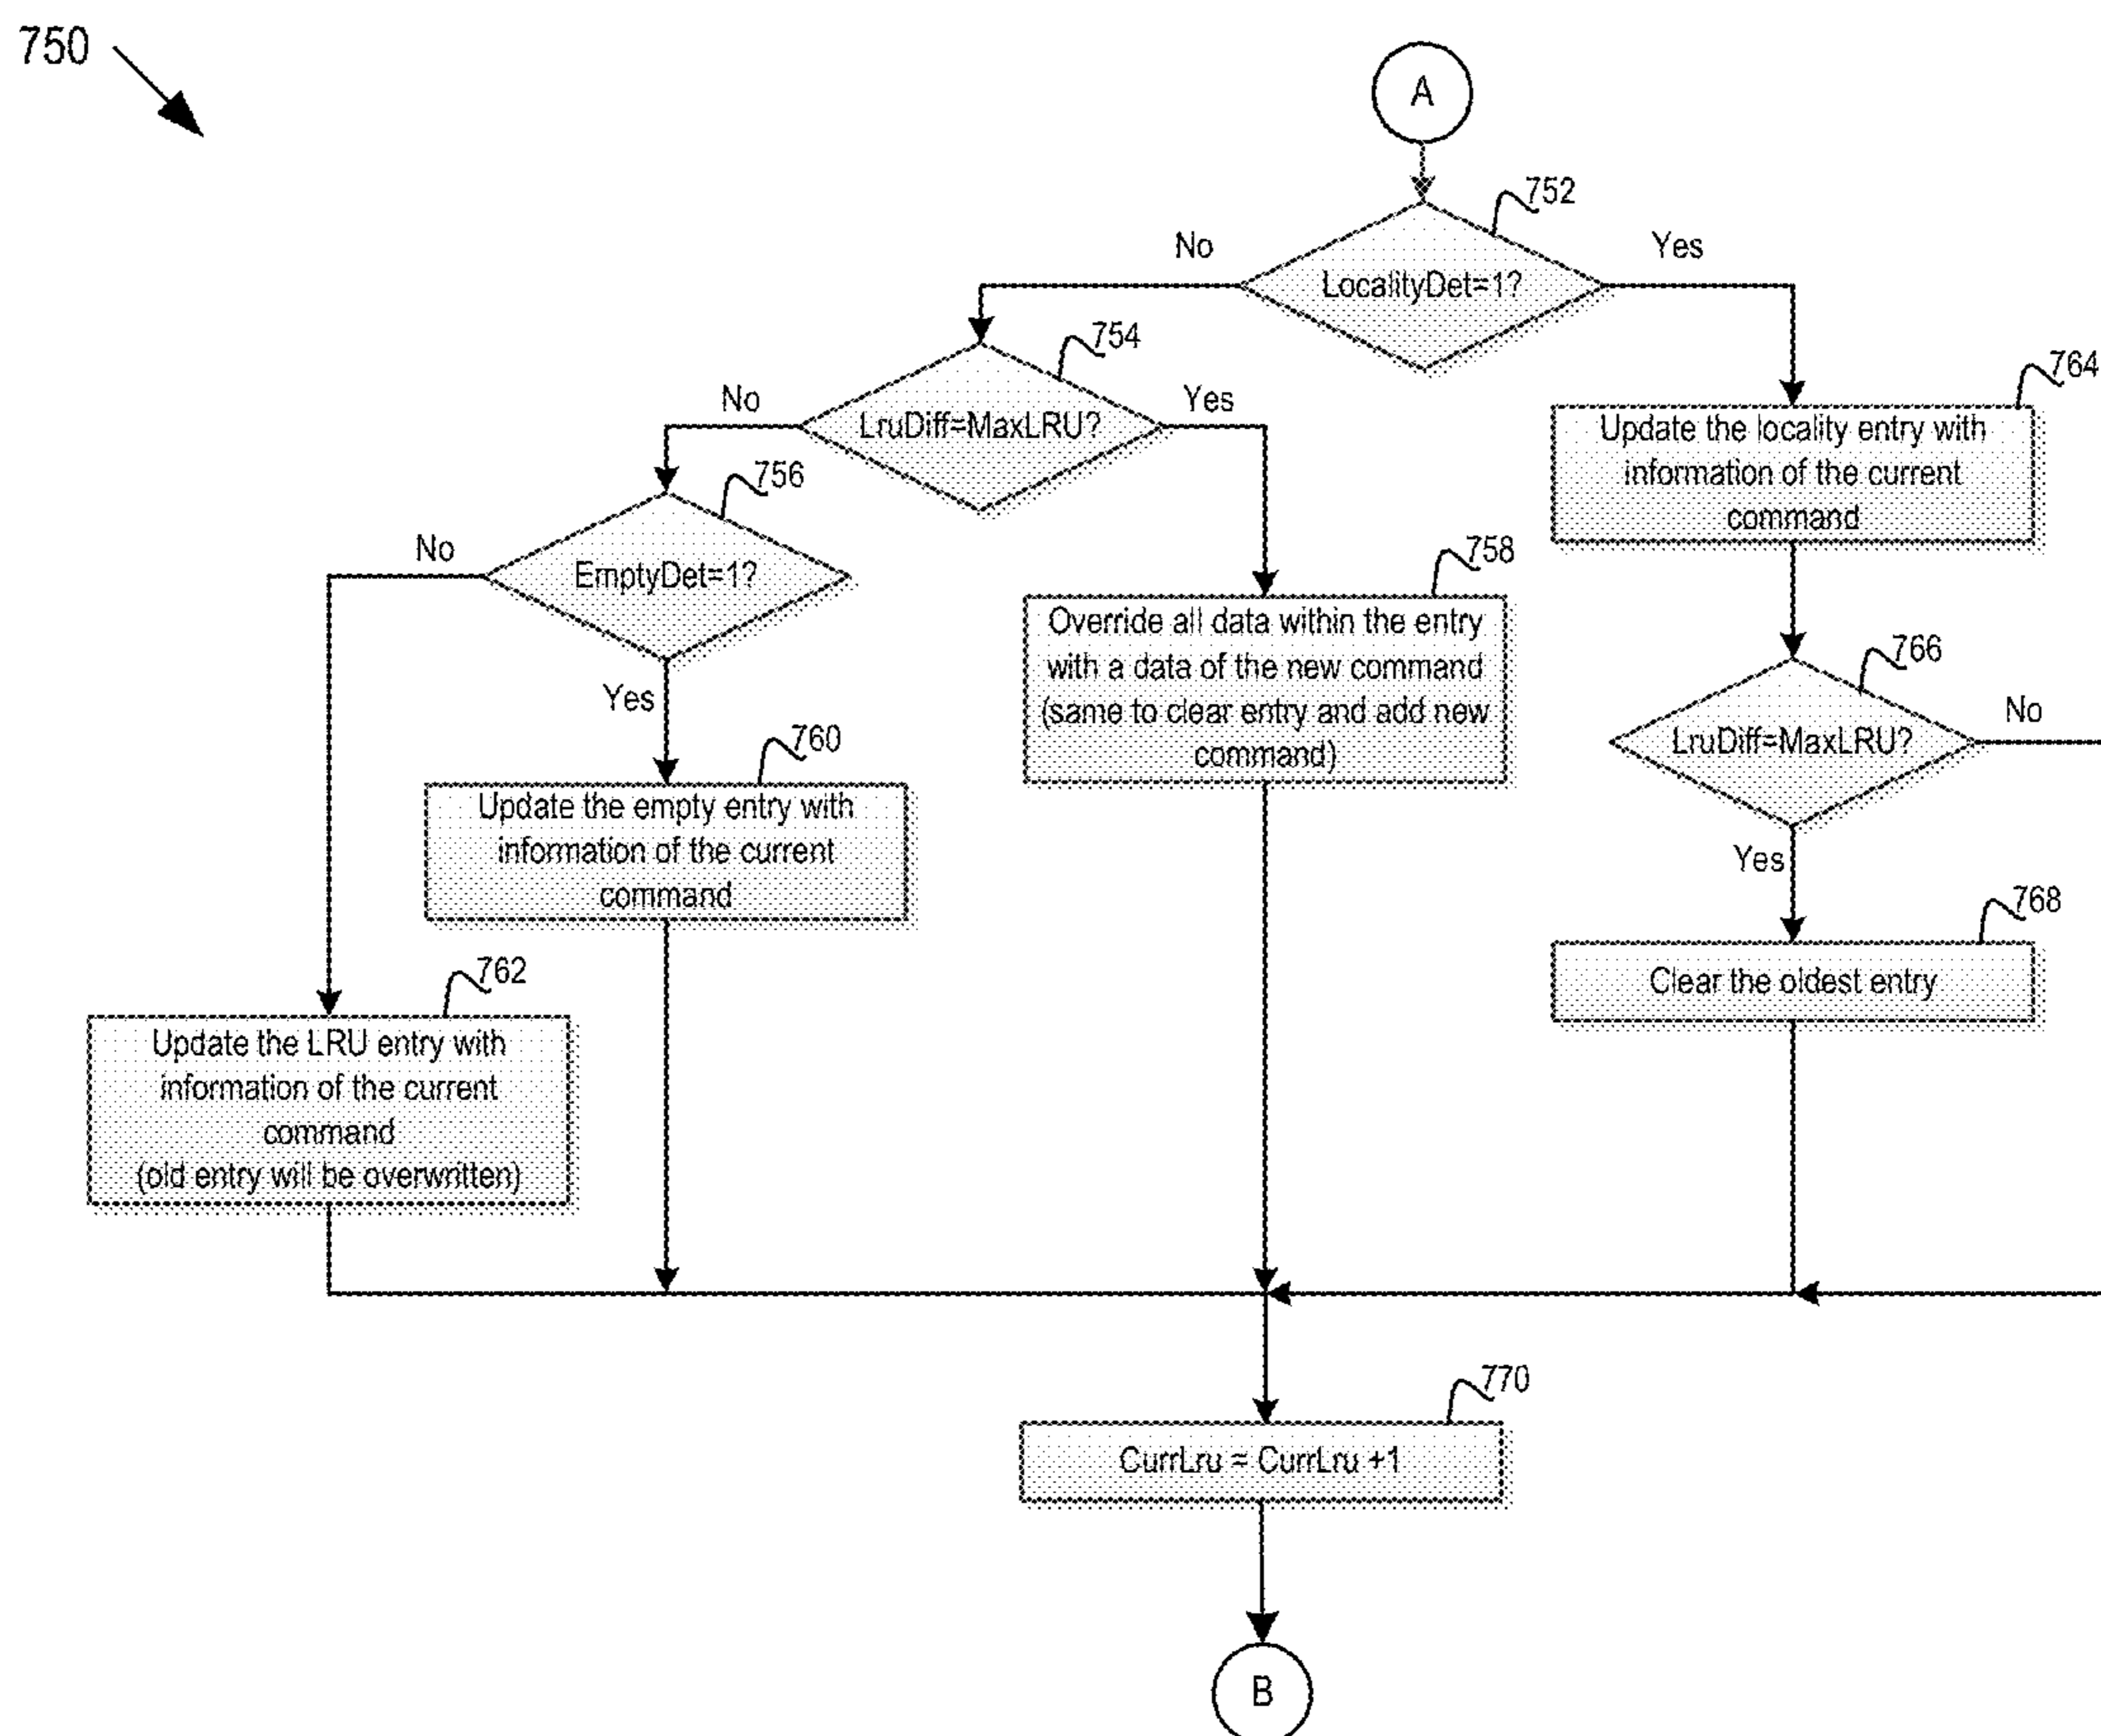 750
A
752
No
Yes
LocalityDet=1?
754
764
No
Yes
LruDiff=MaxLRU?
Update the locality entry with
information of the current
command
756
No
EmptyDet=1?
758
Override all data within the entry
with a data of the new command
(same to clear entry and add new
command)
766
No
LruDiff=MaxLRU?
Yes
760
Update the empty entry with
information of the current
command
Yes
768
Clear the oldest entry
762
Update the LRU entry with
information of the current
command
(old entry will be overwritten)
770
CurrLru = CurrLru +1
B